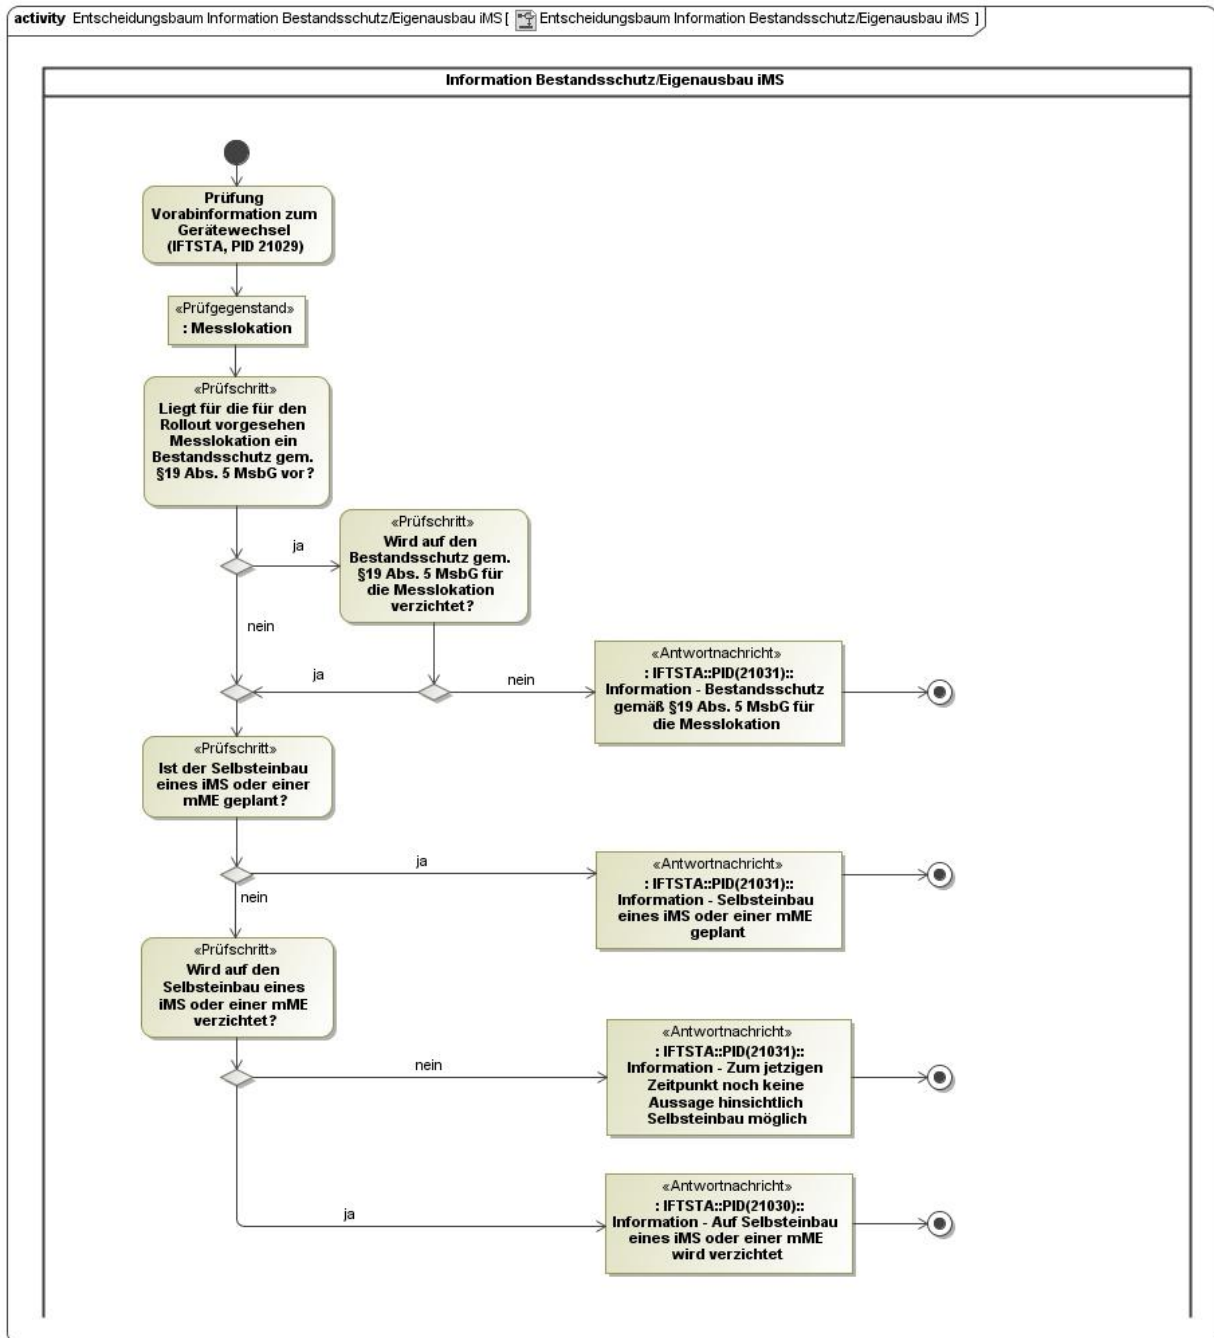 activity Entscheidungsbaum Information Bestandsschutz/Eigenausbau iMS [ Entscheidungsbaum Information Bestandsschutz/Eigenausbau iMS ]
Information Bestandsschutz/Eigenausbau iMS
Prüfung
Vorabinformation zum
Gerätewechsel
(IFTSTA, PID 21029)
«Prüfgegenstand»
: Messlokation
«Prüfschritt»
Liegt für die für den
Rollout vorgesehen
Messlokation ein
Bestandsschutz gem.
§19 Abs. 5 MsbG vor?
ja
nein
«Prüfschritt»
Wird auf den
Bestandsschutz gem.
§19 Abs. 5 MsbG für
die Messlokation
verzichtet?
ja
nein
«Antwortnachricht»
: IFTSTA::PID(21031)::
Information - Bestandsschutz
gemäß §19 Abs. 5 MsbG für
die Messlokation
«Prüfschritt»
Ist der Selbsteinbau
eines iMS oder einer
mME geplant?
ja
nein
«Antwortnachricht»
: IFTSTA::PID(21031)::
Information - Selbsteinbau
eines iMS oder einer mME
geplant
«Prüfschritt»
Wird auf den
Selbsteinbau eines
iMS oder einer mME
verzichtet?
nein
«Antwortnachricht»
: IFTSTA::PID(21031)::
Information - Zum jetzigen
Zeitpunkt noch keine
Aussage hinsichtlich
Selbsteinbau möglich
ja
«Antwortnachricht»
: IFTSTA::PID(21030)::
Information - Auf Selbsteinbau
eines iMS oder einer mME
wird verzichtet